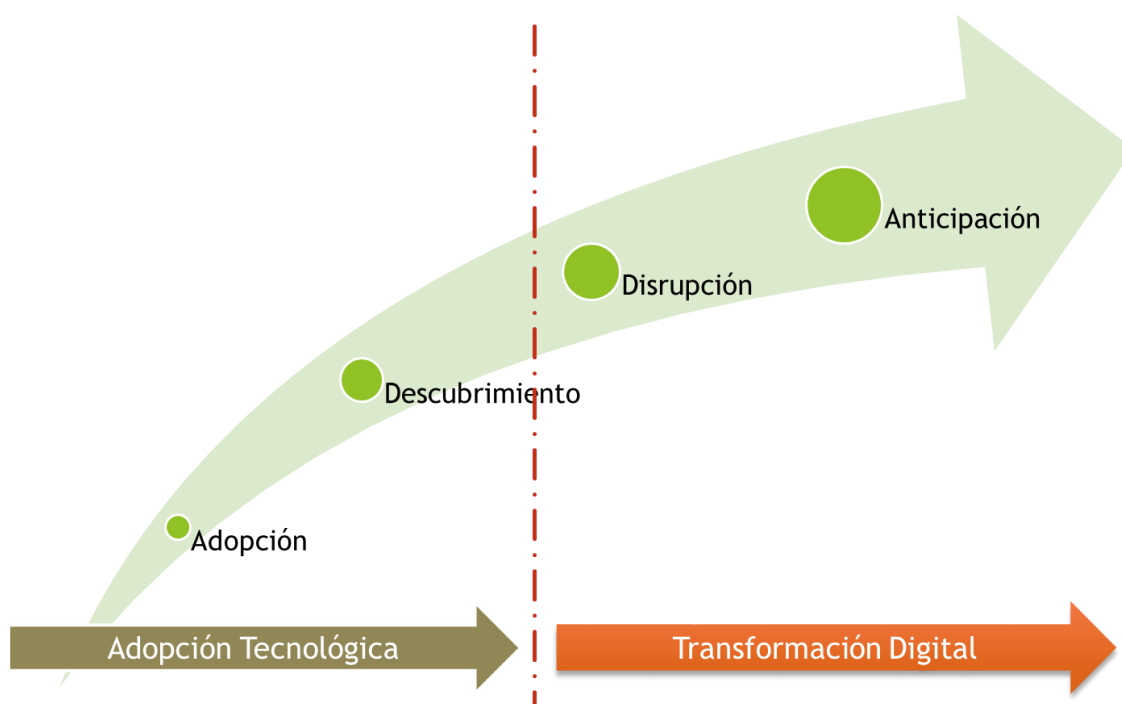 Anticipación
Disrupción
Descubrimiento
Adopción
Adopción Tecnológica
Transformación Digital